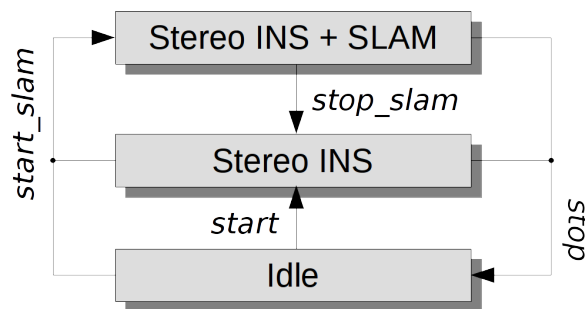 Stereo INS + SLAM
stop_slam
start_slam
Stereo INS
start
stop
Idle